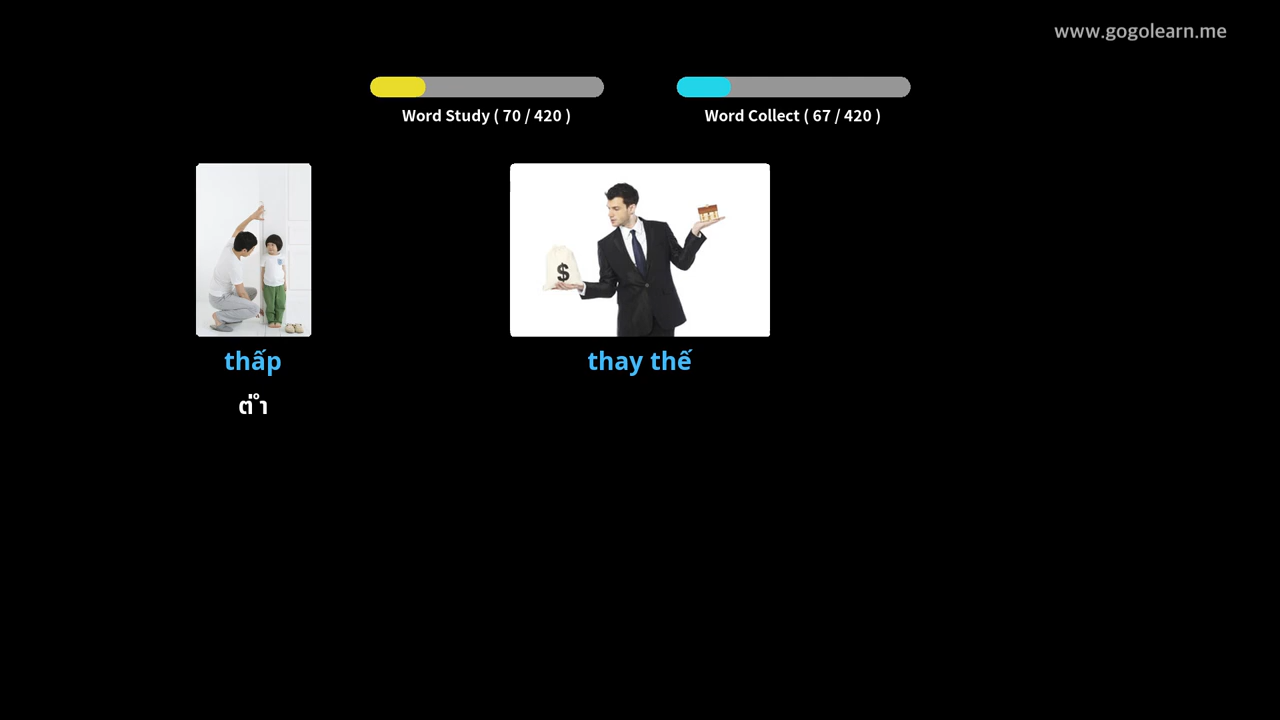 www.gogolearn.me
Word Study ( 70 / 420 )
Word Collect ( 67 / 420 )
thấp
thay thế
ต่ำ
$